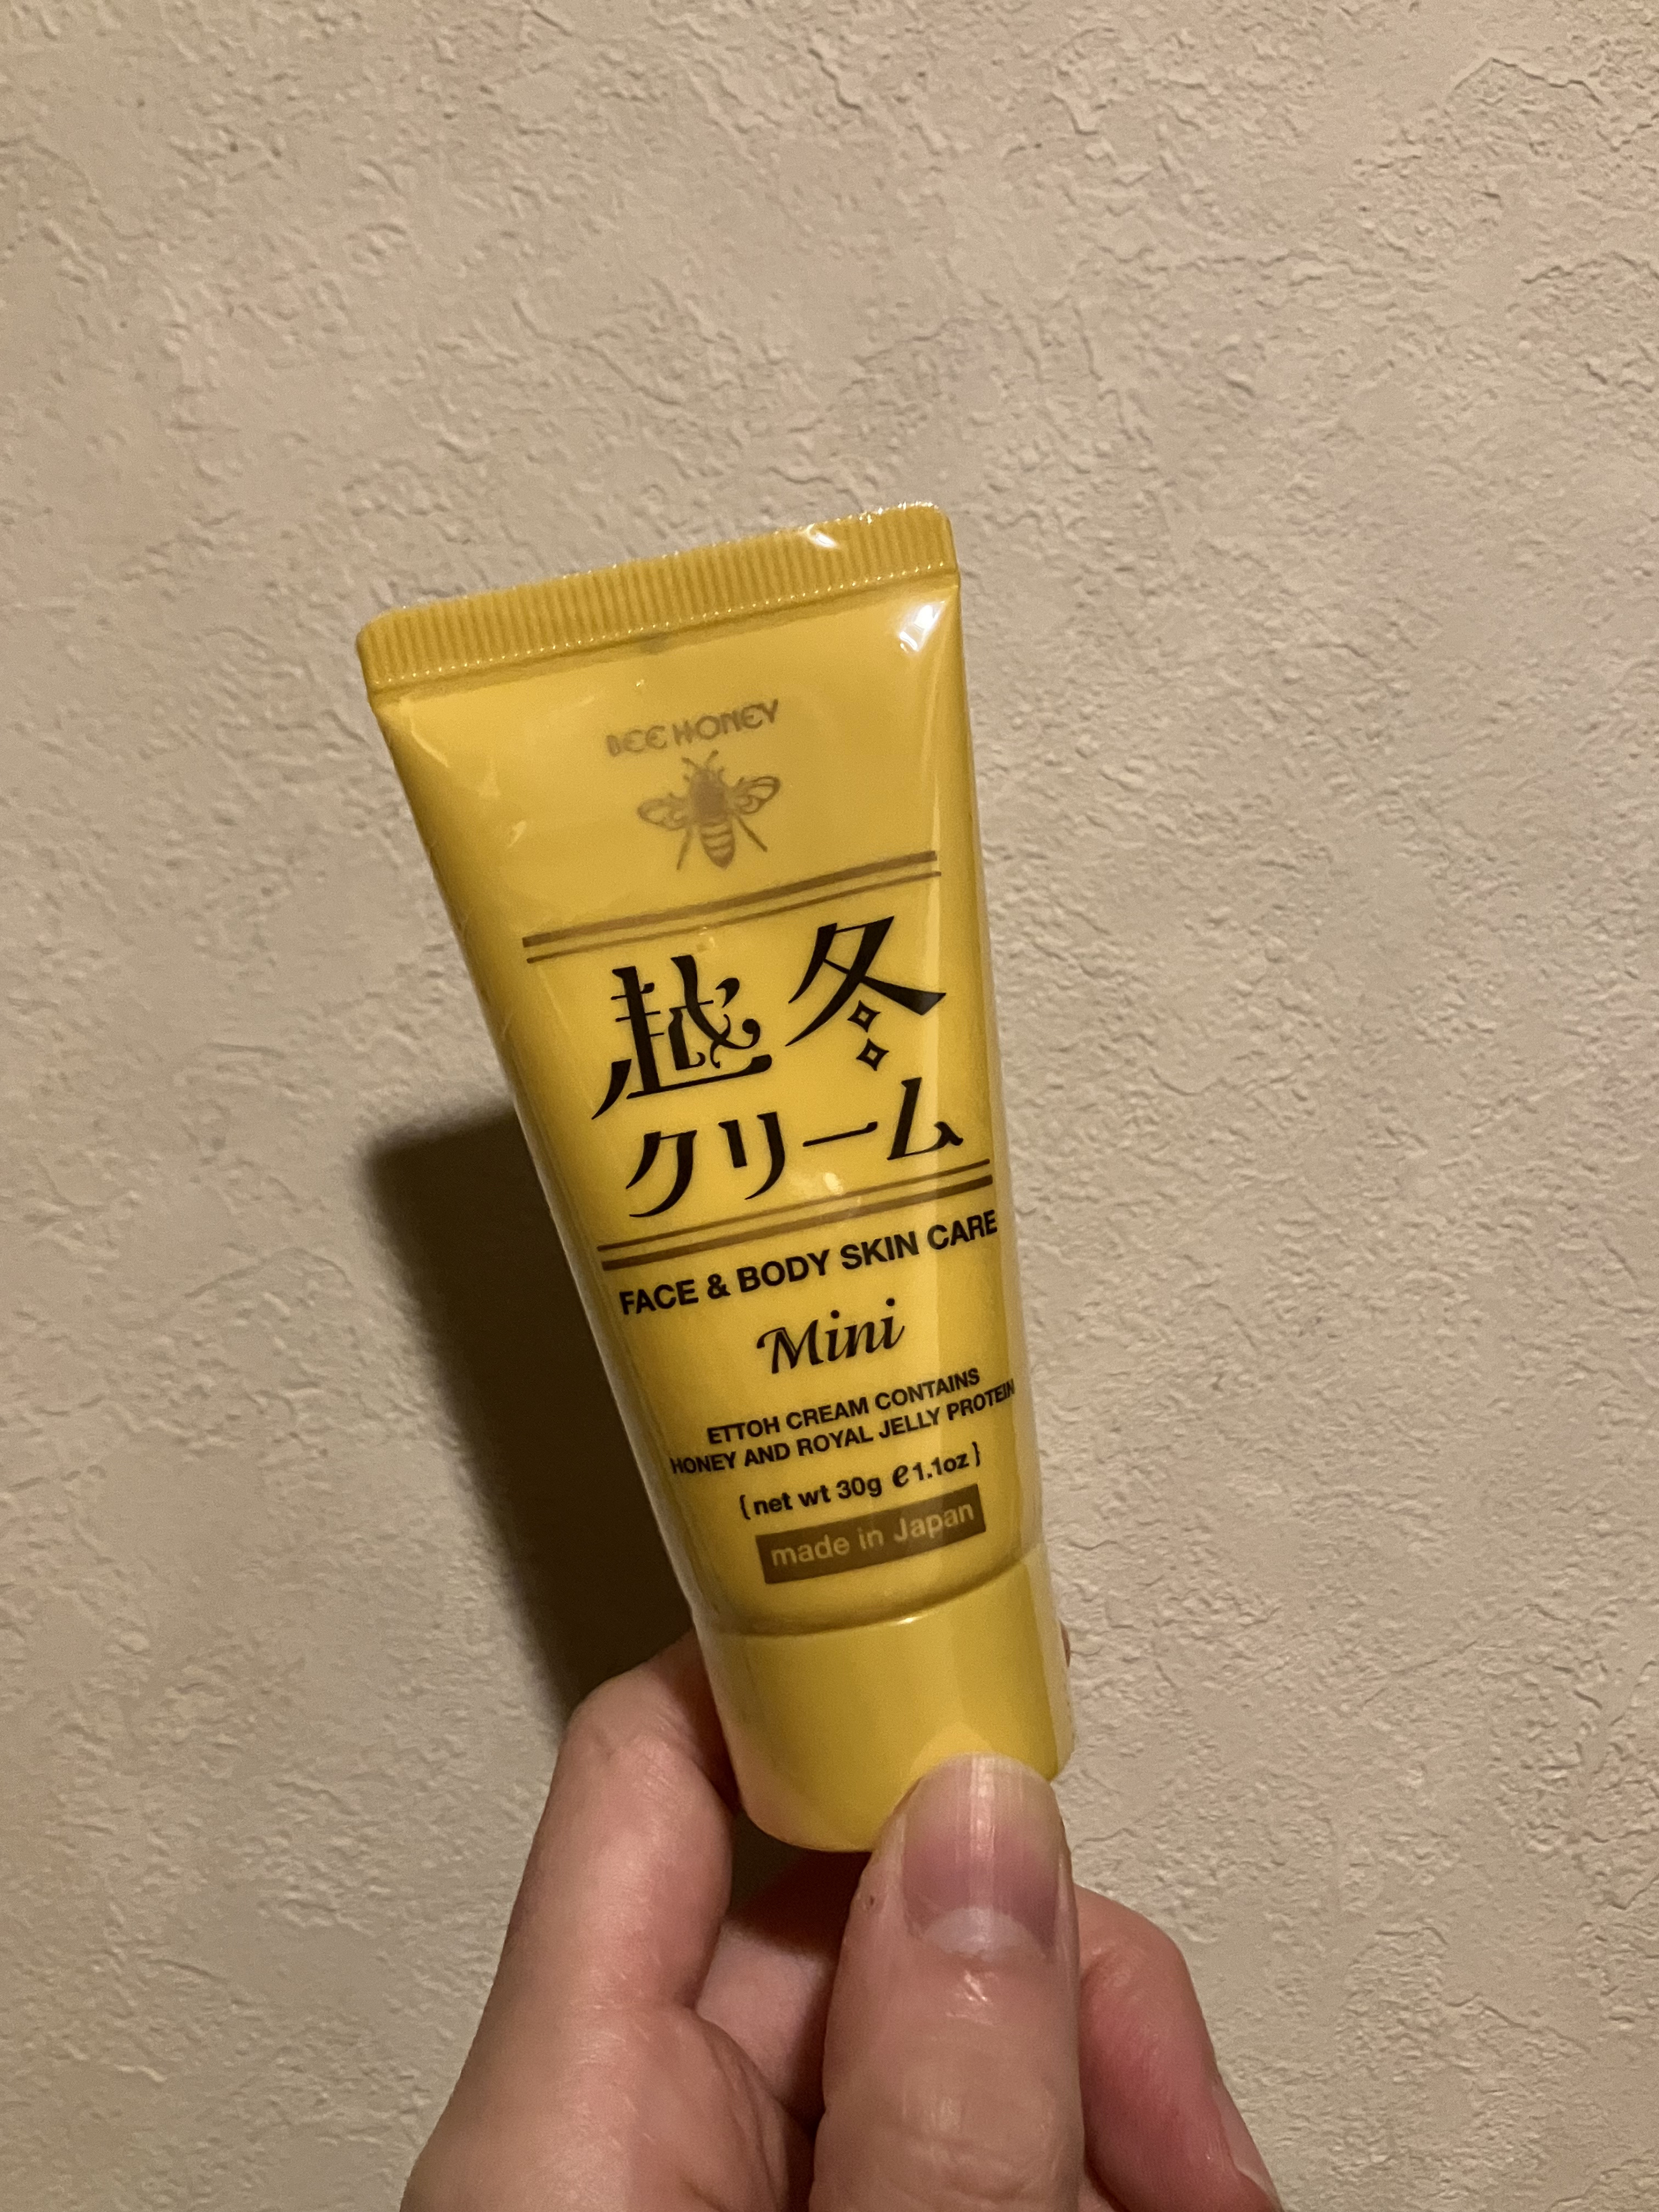 BEE HONEY
越冬
クリーム
FACE & BODY SKIN CARE
Mini
ETTOH CREAM CONTAINS
HONEY AND ROYAL JELLY PROTEIN
{ net wt 30g ℮ 1.1oz }
made in Japan